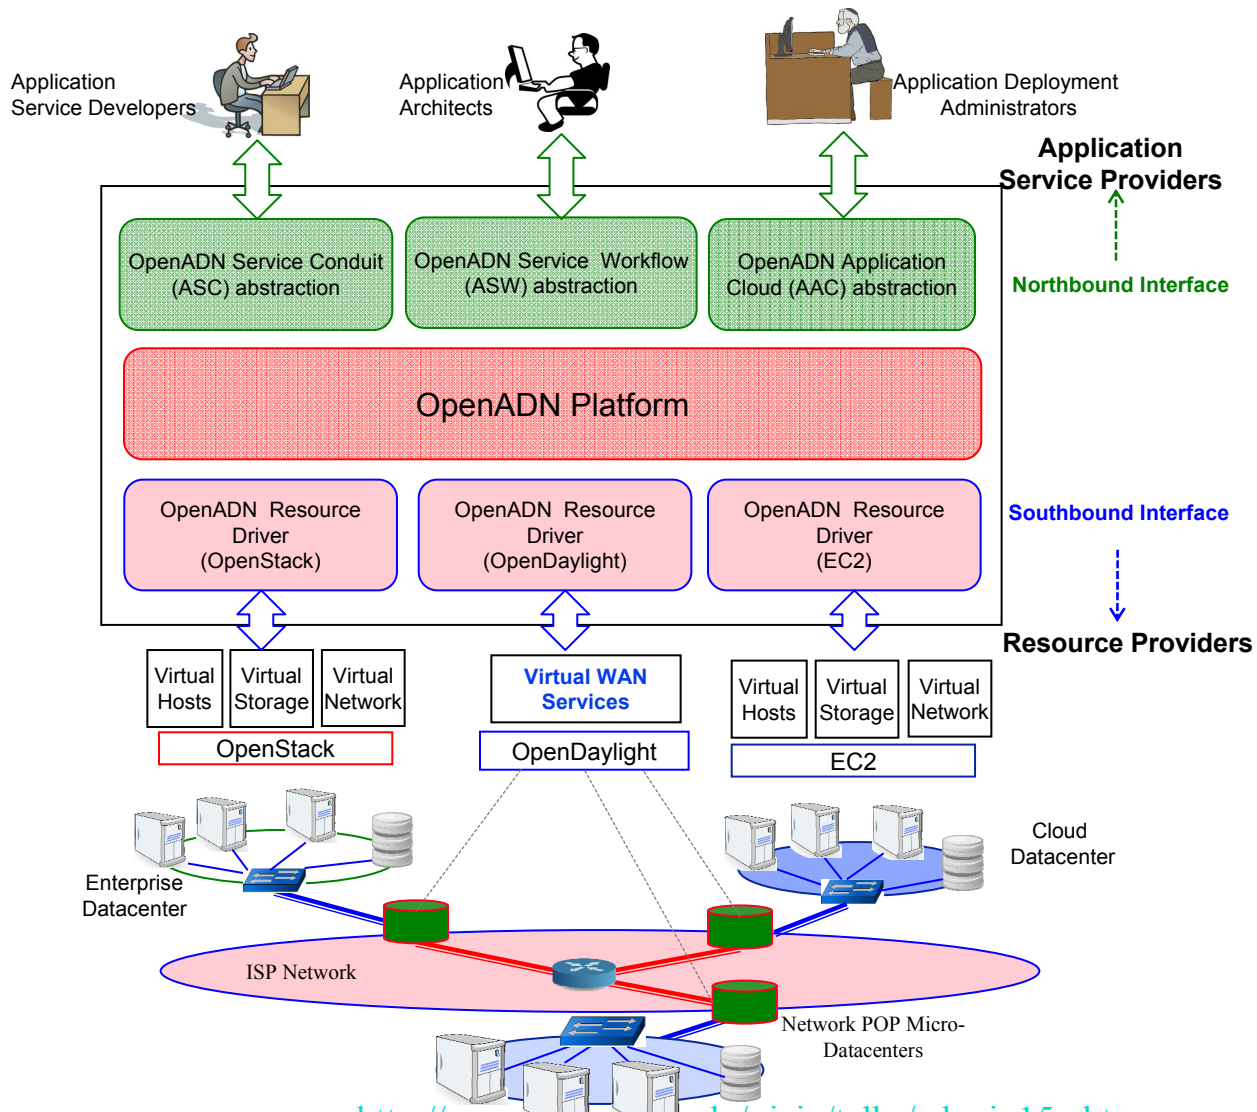 Application
Service Developers
Application
Architects
Application Deployment
Administrators
Application
Service Providers
OpenADN Service Conduit
(ASC) abstraction
OpenADN Service Workflow
(ASW) abstraction
OpenADN Application
Cloud (AAC) abstraction
Northbound Interface
OpenADN Platform
OpenADN Resource
Driver
(OpenStack)
OpenADN Resource
Driver
(OpenDaylight)
OpenADN Resource
Driver
(EC2)
Southbound Interface
Resource Providers
Virtual
Hosts
Virtual
Storage
Virtual
Network
OpenStack
Virtual WAN
Services
OpenDaylight
Virtual
Hosts
Virtual
Storage
Virtual
Network
EC2
Enterprise
Datacenter
Cloud
Datacenter
ISP Network
Network POP Micro-
Datacenters